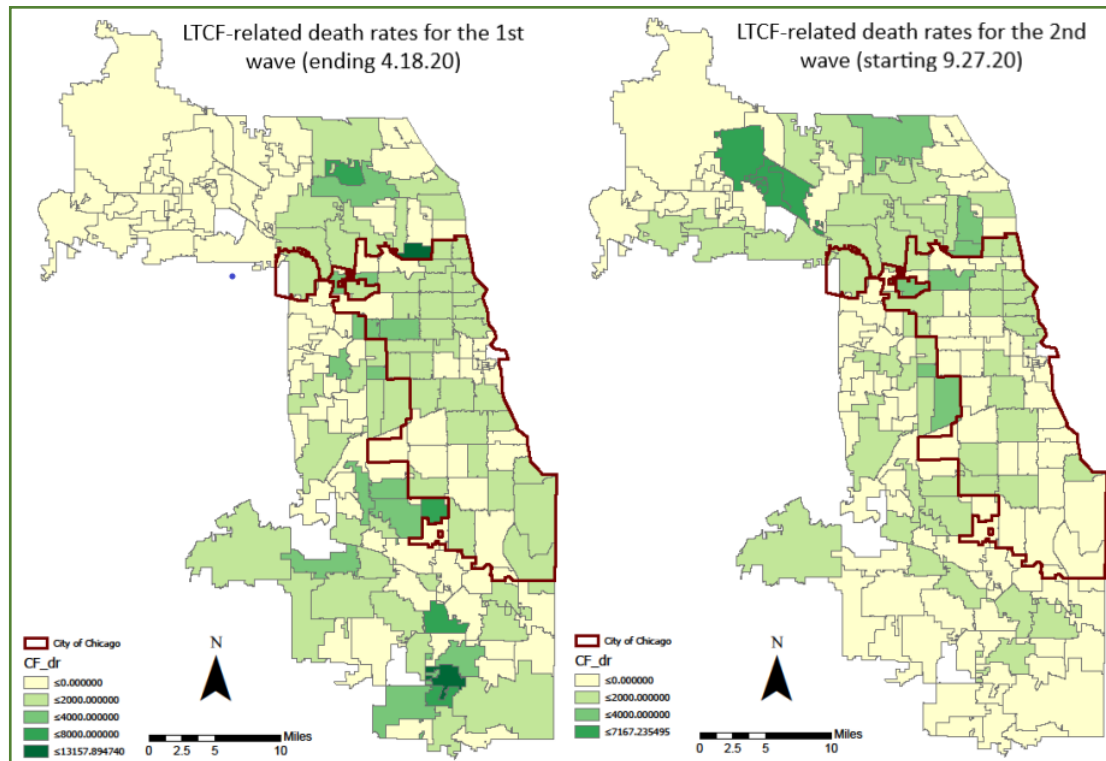 LTCF-related death rates for the 1st
wave (ending 4.18.20)
LTCF-related death rates for the 2nd
wave (starting 9.27.20)
City of Chicago
CF_dr
≤0.000000
≤2000.000000
≤4000.000000
≤8000.000000
≤13157.894740
N
Miles
0 2.5 5 10
City of Chicago
CF_dr
≤0.000000
≤2000.000000
≤4000.000000
≤7167.235495
N
Miles
0 2.5 5 10